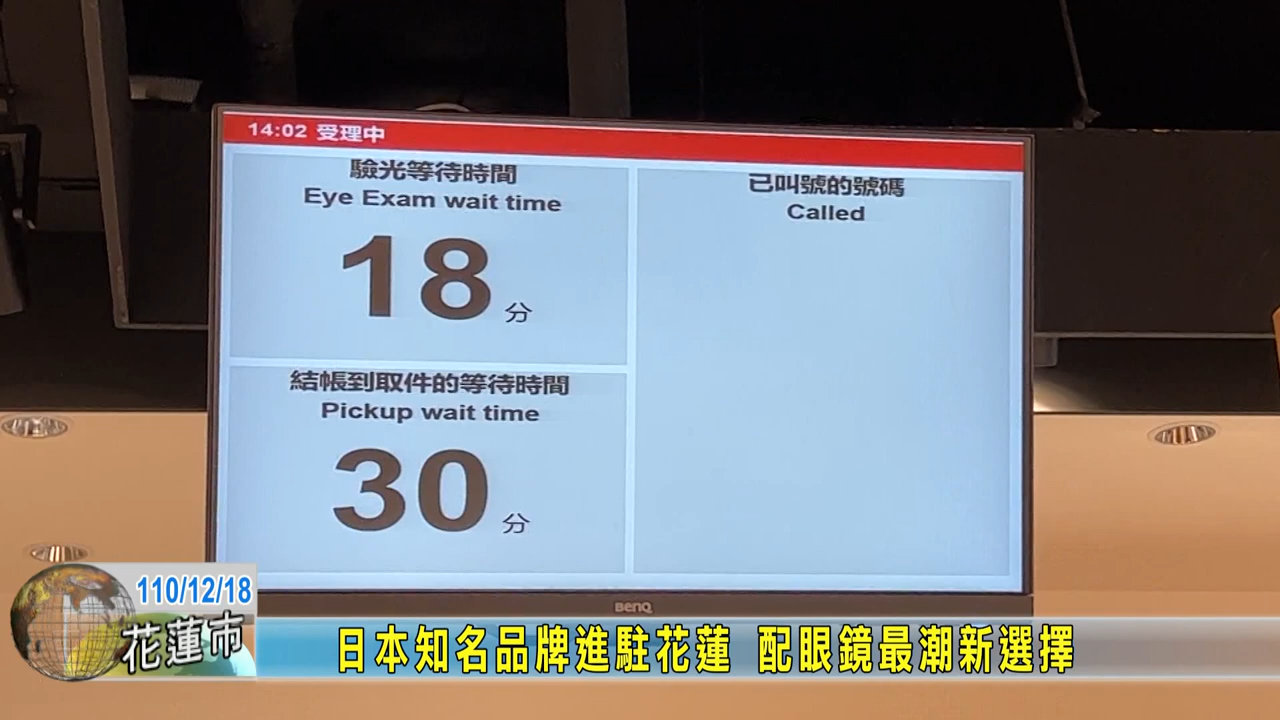 14:02 受理中
驗光等待時間
Eye Exam wait time
18 分
結帳到取件的等待時間
Pickup wait time
30 分
已叫號的號碼
Called
BenQ
110/12/18
花蓮市
日本知名品牌進駐花蓮 配眼鏡最潮新選擇